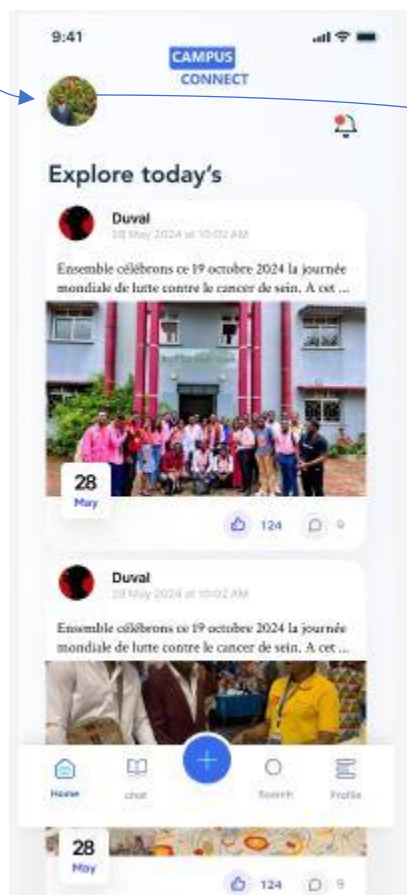 9:41
CAMPUS
CONNECT
Explore today's
Duval
28 May 2024 at 10:02 AM
Ensemble célébrons ce 19 octobre 2024 la journée
mondiale de lutte contre le cancer de sein. A cet ...
28
May
124 9
Duval
28 May 2024 at 10:02 AM
Ensemble célébrons ce 19 octobre 2024 la journée
mondiale de lutte contre le cancer de sein. A cet ...
Home chat Search Profile
28
May
124 9